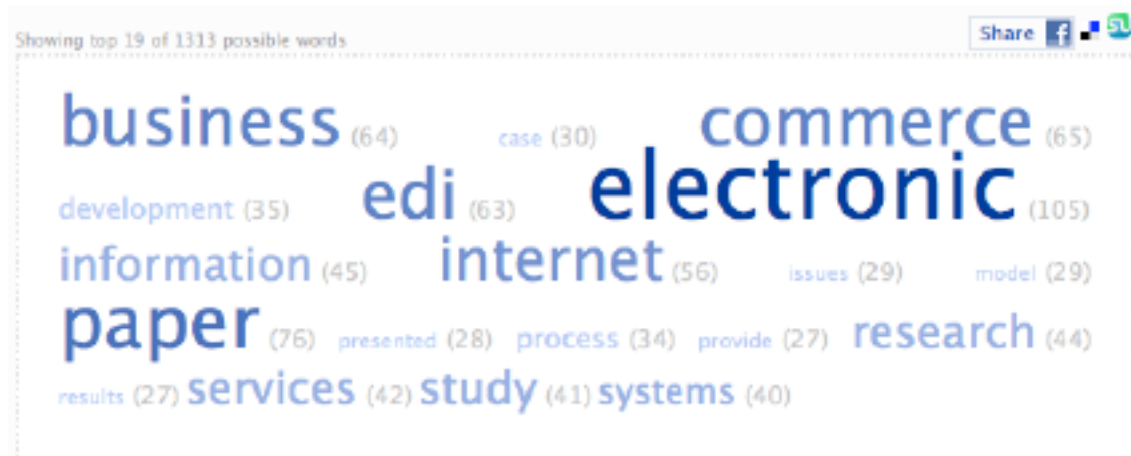 Showing top 19 of 1313 possible words Share f SU
business (64) case (30) commerce (65)
development (35) edi (63) electronic (105)
information (45) internet (56) issues (29) model (29)
paper (76) presented (28) process (34) provide (27) research (44)
results (27) services (42) study (41) systems (40)